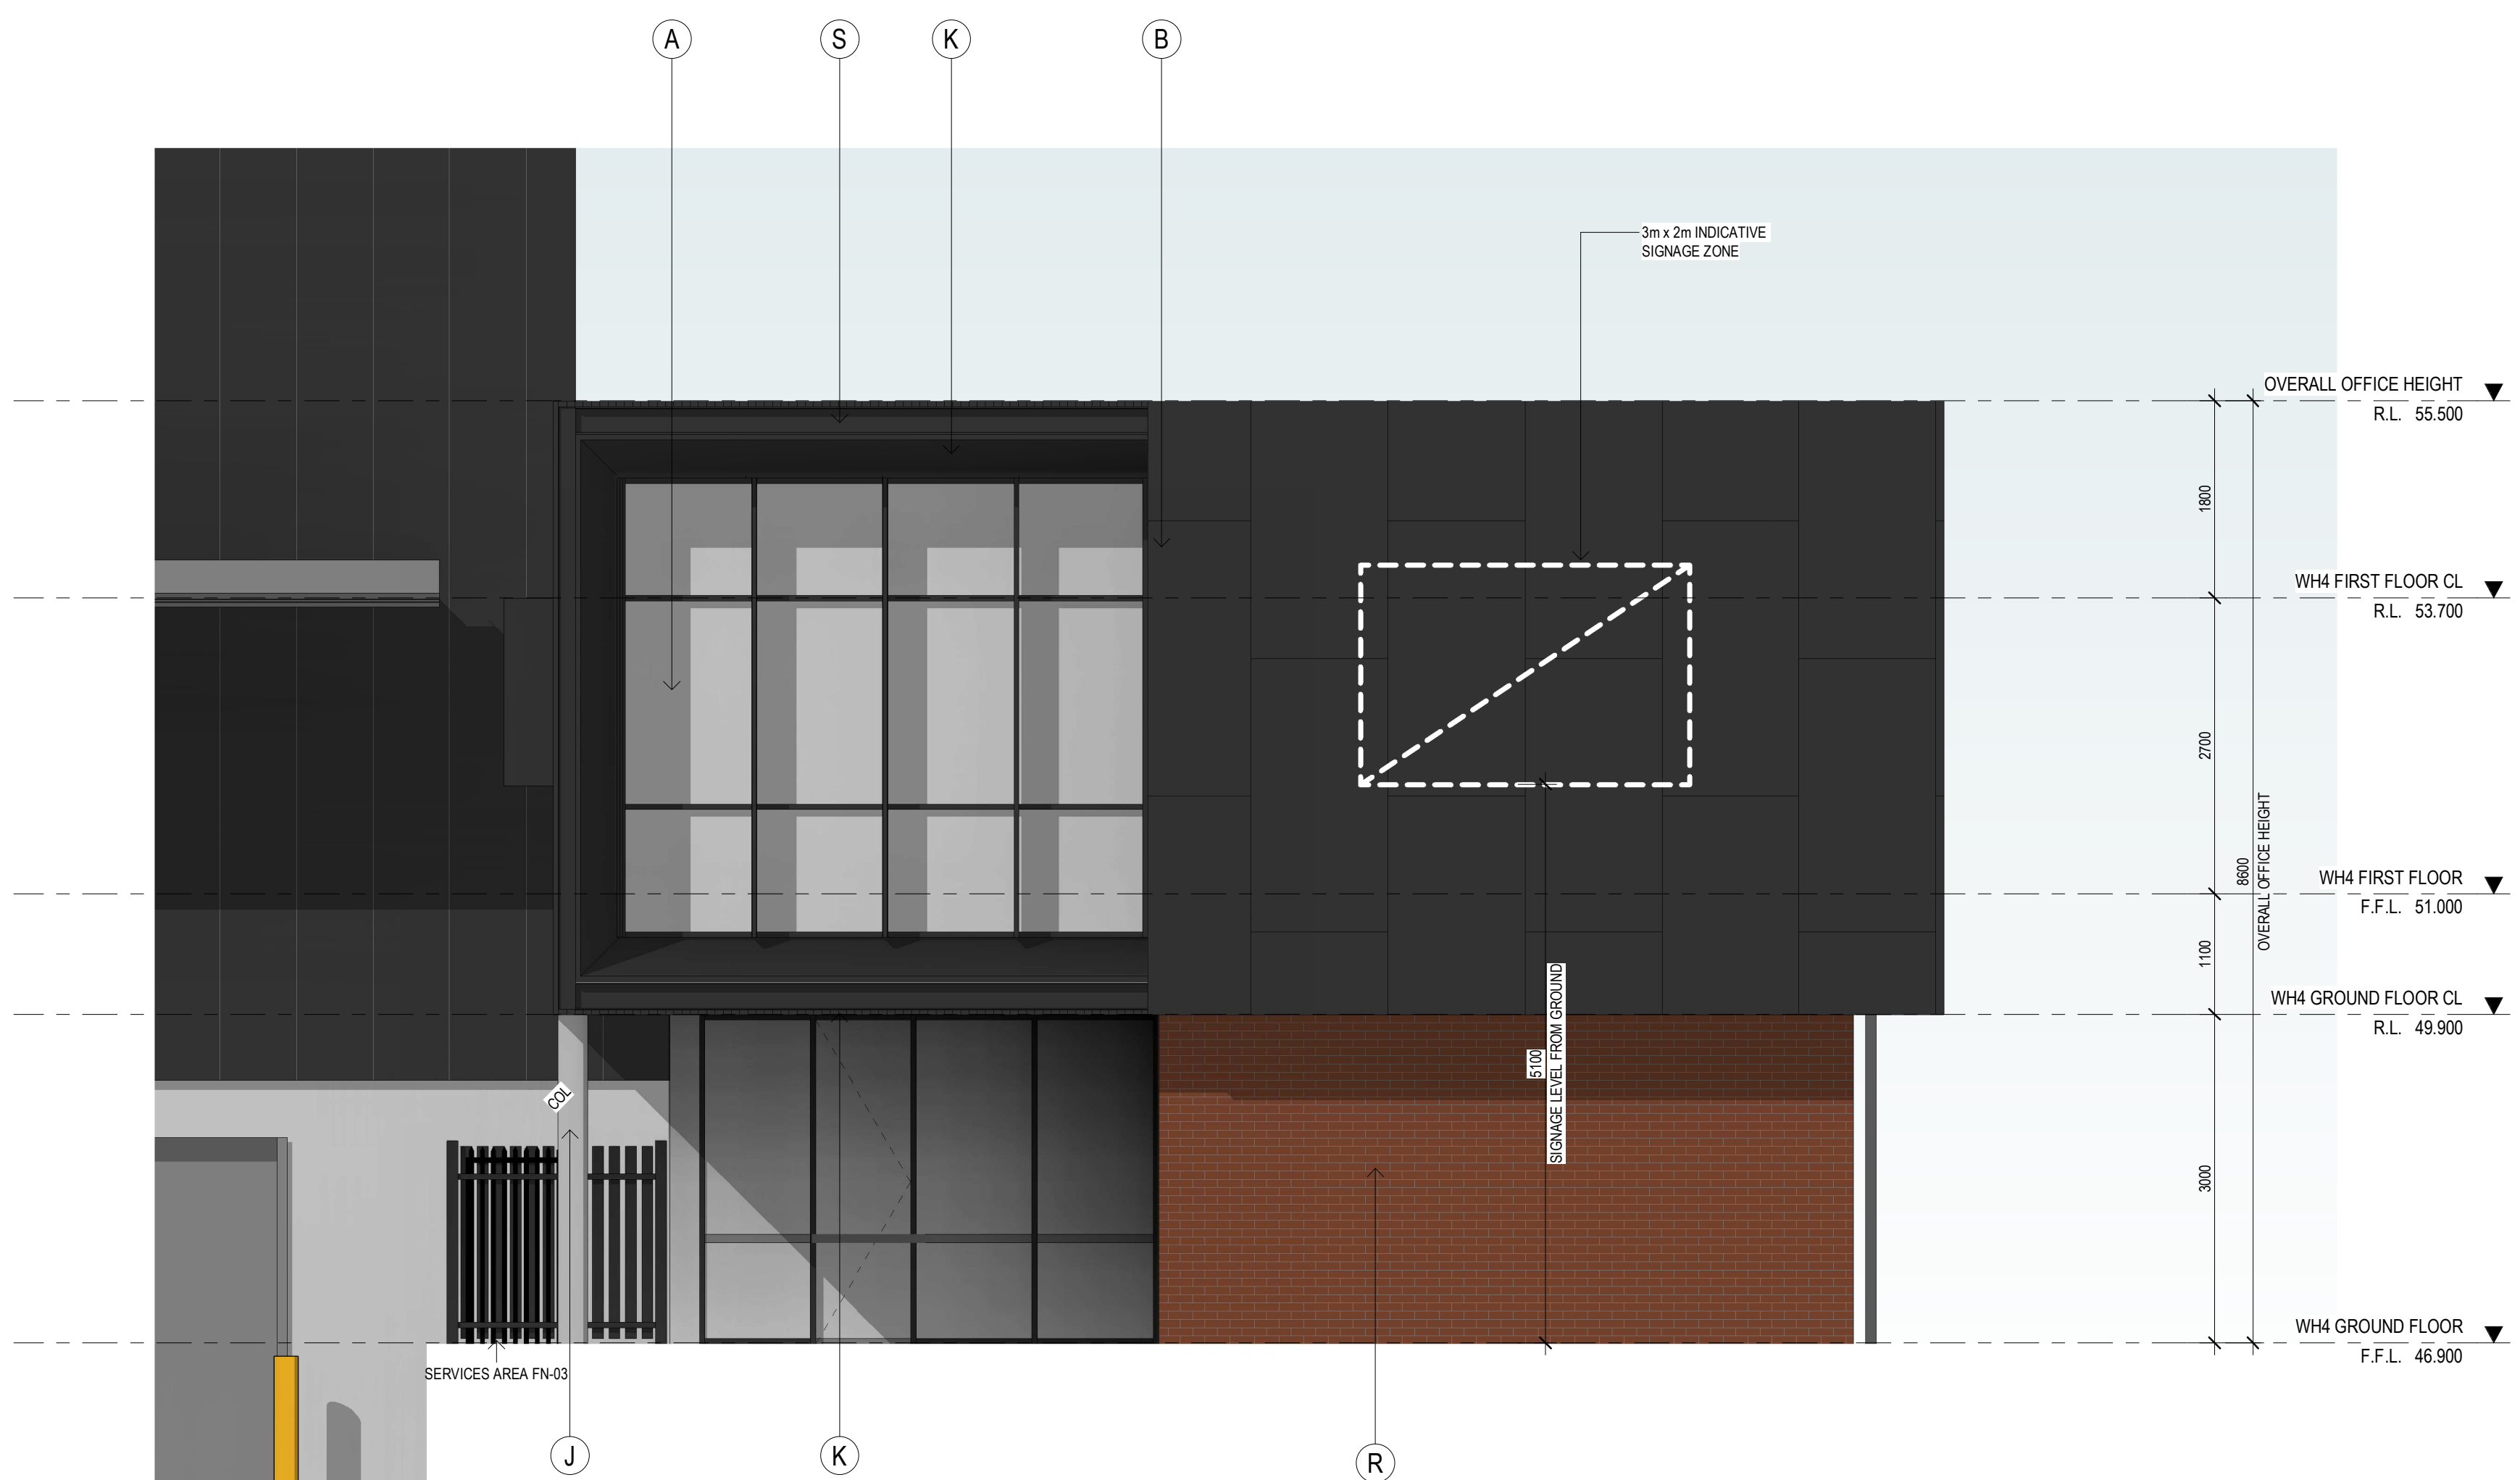 A
S
K
B
3m x 2m INDICATIVE
SIGNAGE ZONE
OVERALL OFFICE HEIGHT
R.L. 55.500
1800
WH4 FIRST FLOOR CL
R.L. 53.700
2700
8600
OVERALL OFFICE HEIGHT
WH4 FIRST FLOOR
F.F.L. 51.000
1100
WH4 GROUND FLOOR CL
R.L. 49.900
5100
SIGNAGE LEVEL FROM GROUND
COL
3000
WH4 GROUND FLOOR
F.F.L. 46.900
SERVICES AREA FN-03
J
K
R